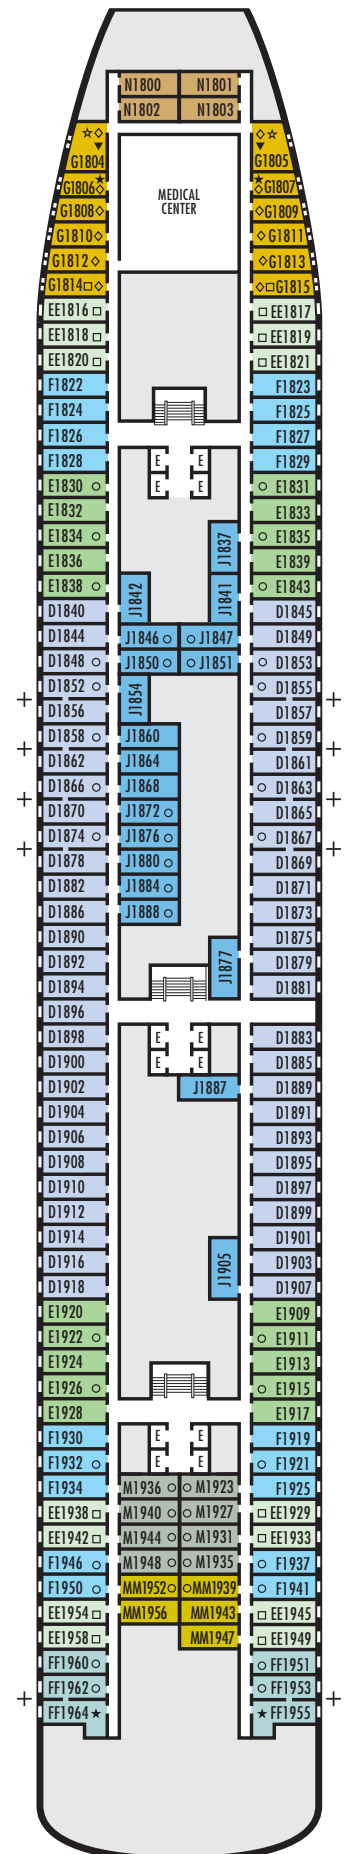 N1800 N1801
N1802 N1803
☆◇ ◇☆
▼ ▼
G1804 G1805
★ ★
G1806◇ ◇G1807
MEDICAL
CENTER
G1808◇ ◇G1809
G1810◇ ◇G1811
G1812◇ ◇G1813
G1814□◇ ◇□G1815
EE1816□ □EE1817
EE1818□ □EE1819
EE1820□ □EE1821
F1822 F1823
F1824 F1825
F1826 F1827
F1828 E E F1829
E1830○ E E ○E1831
E1832 E1833
E1834○ J1837 ○E1835
E1836 E1839
E1838○ J1842 J1841 ○E1843
D1840 D1845
D1844 J1846○ ○J1847 D1849
D1848○ J1850○ ○J1851 ○D1853
D1852○ J1854 ○D1855
D1856 D1857
D1858○ J1860 ○D1859
D1862 J1864 D1861
D1866○ J1868 ○D1863
D1870 J1872○ D1865
D1874○ J1876○ ○D1867
D1878 J1880○ D1869
D1882 J1884○ D1871
D1886 J1888○ D1873
D1890 D1875
D1892 J1877 D1879
D1894 D1881
D1896
D1898 E E D1883
D1900 E E D1885
D1902 J1887 D1889
D1904 D1891
D1906 D1893
D1908 D1895
D1910 D1897
D1912 D1899
D1914 D1901
D1916 J1905 D1903
D1918 D1907
E1920 E1909
E1922○ ○E1911
E1924 E1913
E1926○ ○E1915
E1928 E1917
F1930 E E F1919
F1932○ E E ○F1921
F1934 M1936○ ○M1923 F1925
EE1938□ M1940○ ○M1927 □EE1929
EE1942□ M1944○ ○M1931 □EE1933
F1946○ M1948○ ○M1935 ○F1937
F1950○ MM1952○ ○MM1939 ○F1941
EE1954□ MM1956 MM1943 □EE1945
EE1958□ MM1947 □EE1949
FF1960○ ○FF1951
FF1962○ ○FF1953
FF1964★ ★FF1955